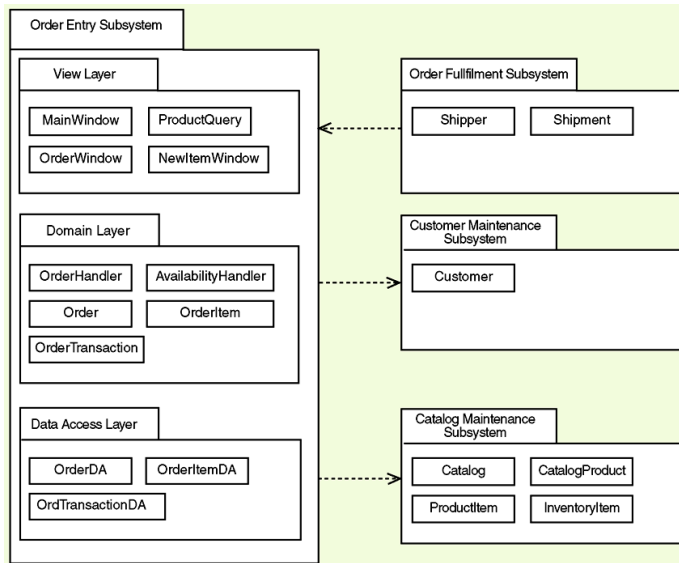 Order Entry Subsystem
View Layer
MainWindow
ProductQuery
OrderWindow
NewItemWindow
Domain Layer
OrderHandler
AvailabilityHandler
Order
OrderItem
OrderTransaction
Data Access Layer
OrderDA
OrderItemDA
OrdTransactionDA
Order Fullfilment Subsystem
Shipper
Shipment
Customer Maintenance
Subsystem
Customer
Catalog Maintenance
Subsystem
Catalog
CatalogProduct
ProductItem
InventoryItem